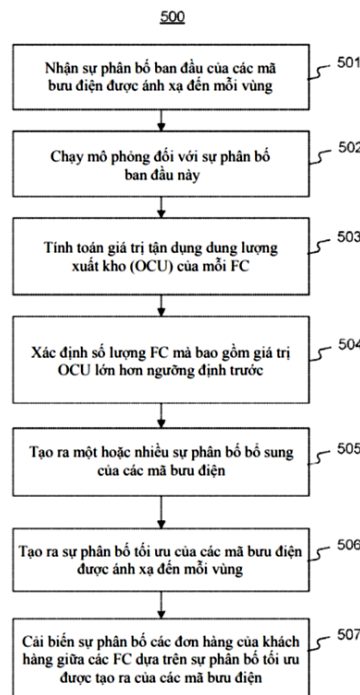 500
Nhận sự phân bố ban đầu của các mã
bưu điện được ánh xạ đến mỗi vùng
501
Chạy mô phỏng đối với sự phân bố
ban đầu này
502
Tính toán giá trị tận dụng dung lượng
xuất kho (OCU) của mỗi FC
503
Xác định số lượng FC mà bao gồm giá trị
OCU lớn hơn ngưỡng định trước
504
Tạo ra một hoặc nhiều sự phân bố bổ sung
của các mã bưu điện
505
Tạo ra sự phân bố tối ưu của các mã bưu điện
được ánh xạ đến mỗi vùng
506
Cải biến sự phân bố các đơn hàng của khách
hàng giữa các FC dựa trên sự phân bố tối ưu
được tạo ra của các mã bưu điện
507